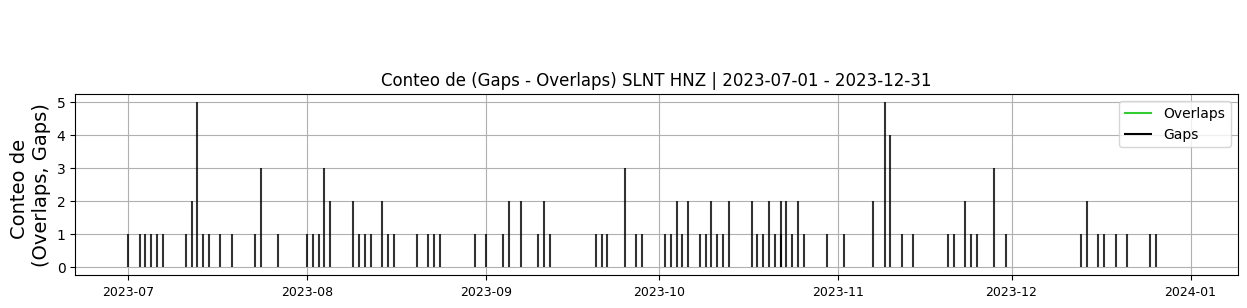 Conteo de (Gaps - Overlaps) SLNT HNZ | 2023-07-01 - 2023-12-31
Conteo de
(Overlaps, Gaps)
5
4
3
2
1
0
Overlaps
Gaps
2023-07
2023-08
2023-09
2023-10
2023-11
2023-12
2024-01